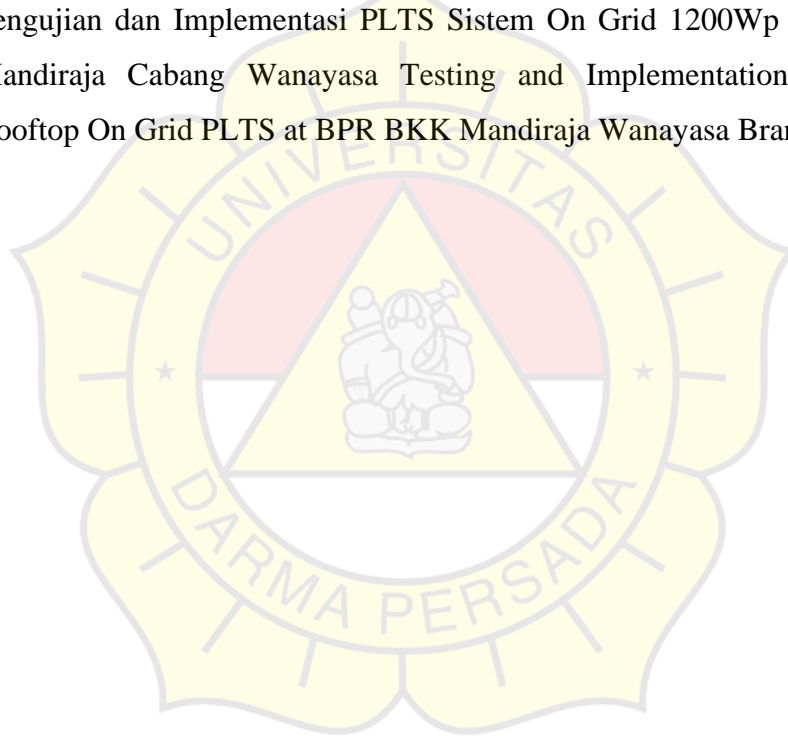 engujian dan Implementasi PLTS Sistem On Grid 1200Wp
andiraja Cabang Wanayasa Testing and Implementation
ooftop On Grid PLTS at BPR BKK Mandiraja Wanayasa Bran
UNIVERSITAS
DARMA PERSADA